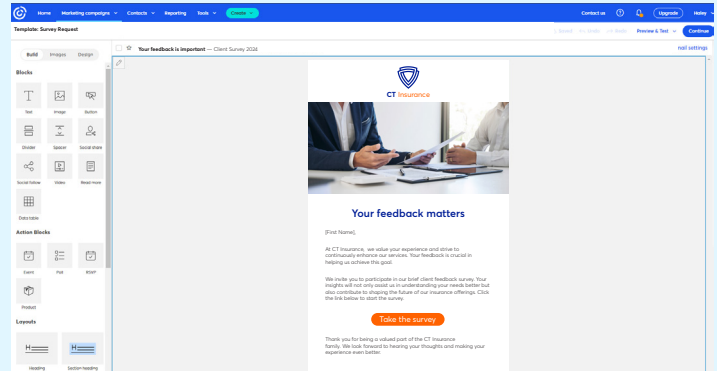 Home Marketing campaigns Contacts Reporting Tools Create Contact us Upgrade Haley
Template: Survey Request
Saved Undo Redo Preview & Test Continue
Build Images Design
Your feedback is important — Client Survey 2024
nail settings
Blocks
Text Image Button
Divider Spacer Social share
Social follow Video Read more
Data table
Action Blocks
Event Poll RSVP
Product
Layouts
Heading Section heading
CT Insurance
Your feedback matters
[First Name],
At CT Insurance, we value your experience and strive to
continuously enhance our services. Your feedback is crucial in
helping us achieve this goal.
We invite you to participate in our brief client feedback survey. Your
insights will not only assist us in understanding your needs better but
also contribute to shaping the future of our insurance offerings. Click
the link below to start the survey.
Take the survey
Thank you for being a valued part of the CT Insurance
family. We look forward to hearing your thoughts and making your
experience even better.